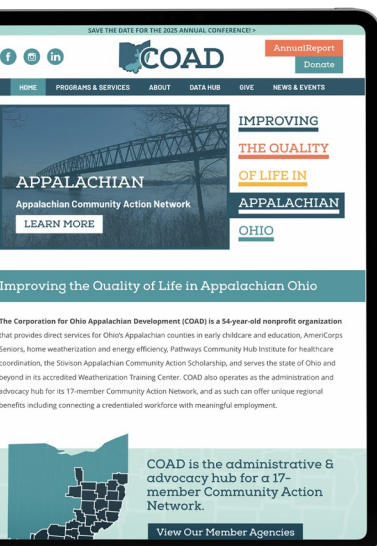 SAVE THE DATE FOR THE 2025 ANNUAL CONFERENCE! >
f in
COAD
AnnualReport
Donate
HOME PROGRAMS & SERVICES ABOUT DATA HUB GIVE NEWS & EVENTS
APPALACHIAN
Appalachian Community Action Network
LEARN MORE
IMPROVING
THE QUALITY
OF LIFE IN
APPALACHIAN
OHIO
Improving the Quality of Life in Appalachian Ohio
The Corporation for Ohio Appalachian Development (COAD) is a 54-year-old nonprofit organization
that provides direct services for Ohio's Appalachian counties in early childcare and education, AmeriCorps
Seniors, home weatherization and energy efficiency, Pathways Community Hub Institute for healthcare
coordination, the Stivison Appalachian Community Action Scholarship, and serves the state of Ohio and
beyond in its accredited Weatherization Training Center. COAD also operates as the administration and
advocacy hub for its 17-member Community Action Network, and as such can offer unique regional
benefits including connecting a credentialed workforce with meaningful employment.
COAD is the administrative &
advocacy hub for a 17-
member Community Action
Network.
View Our Member Agencies